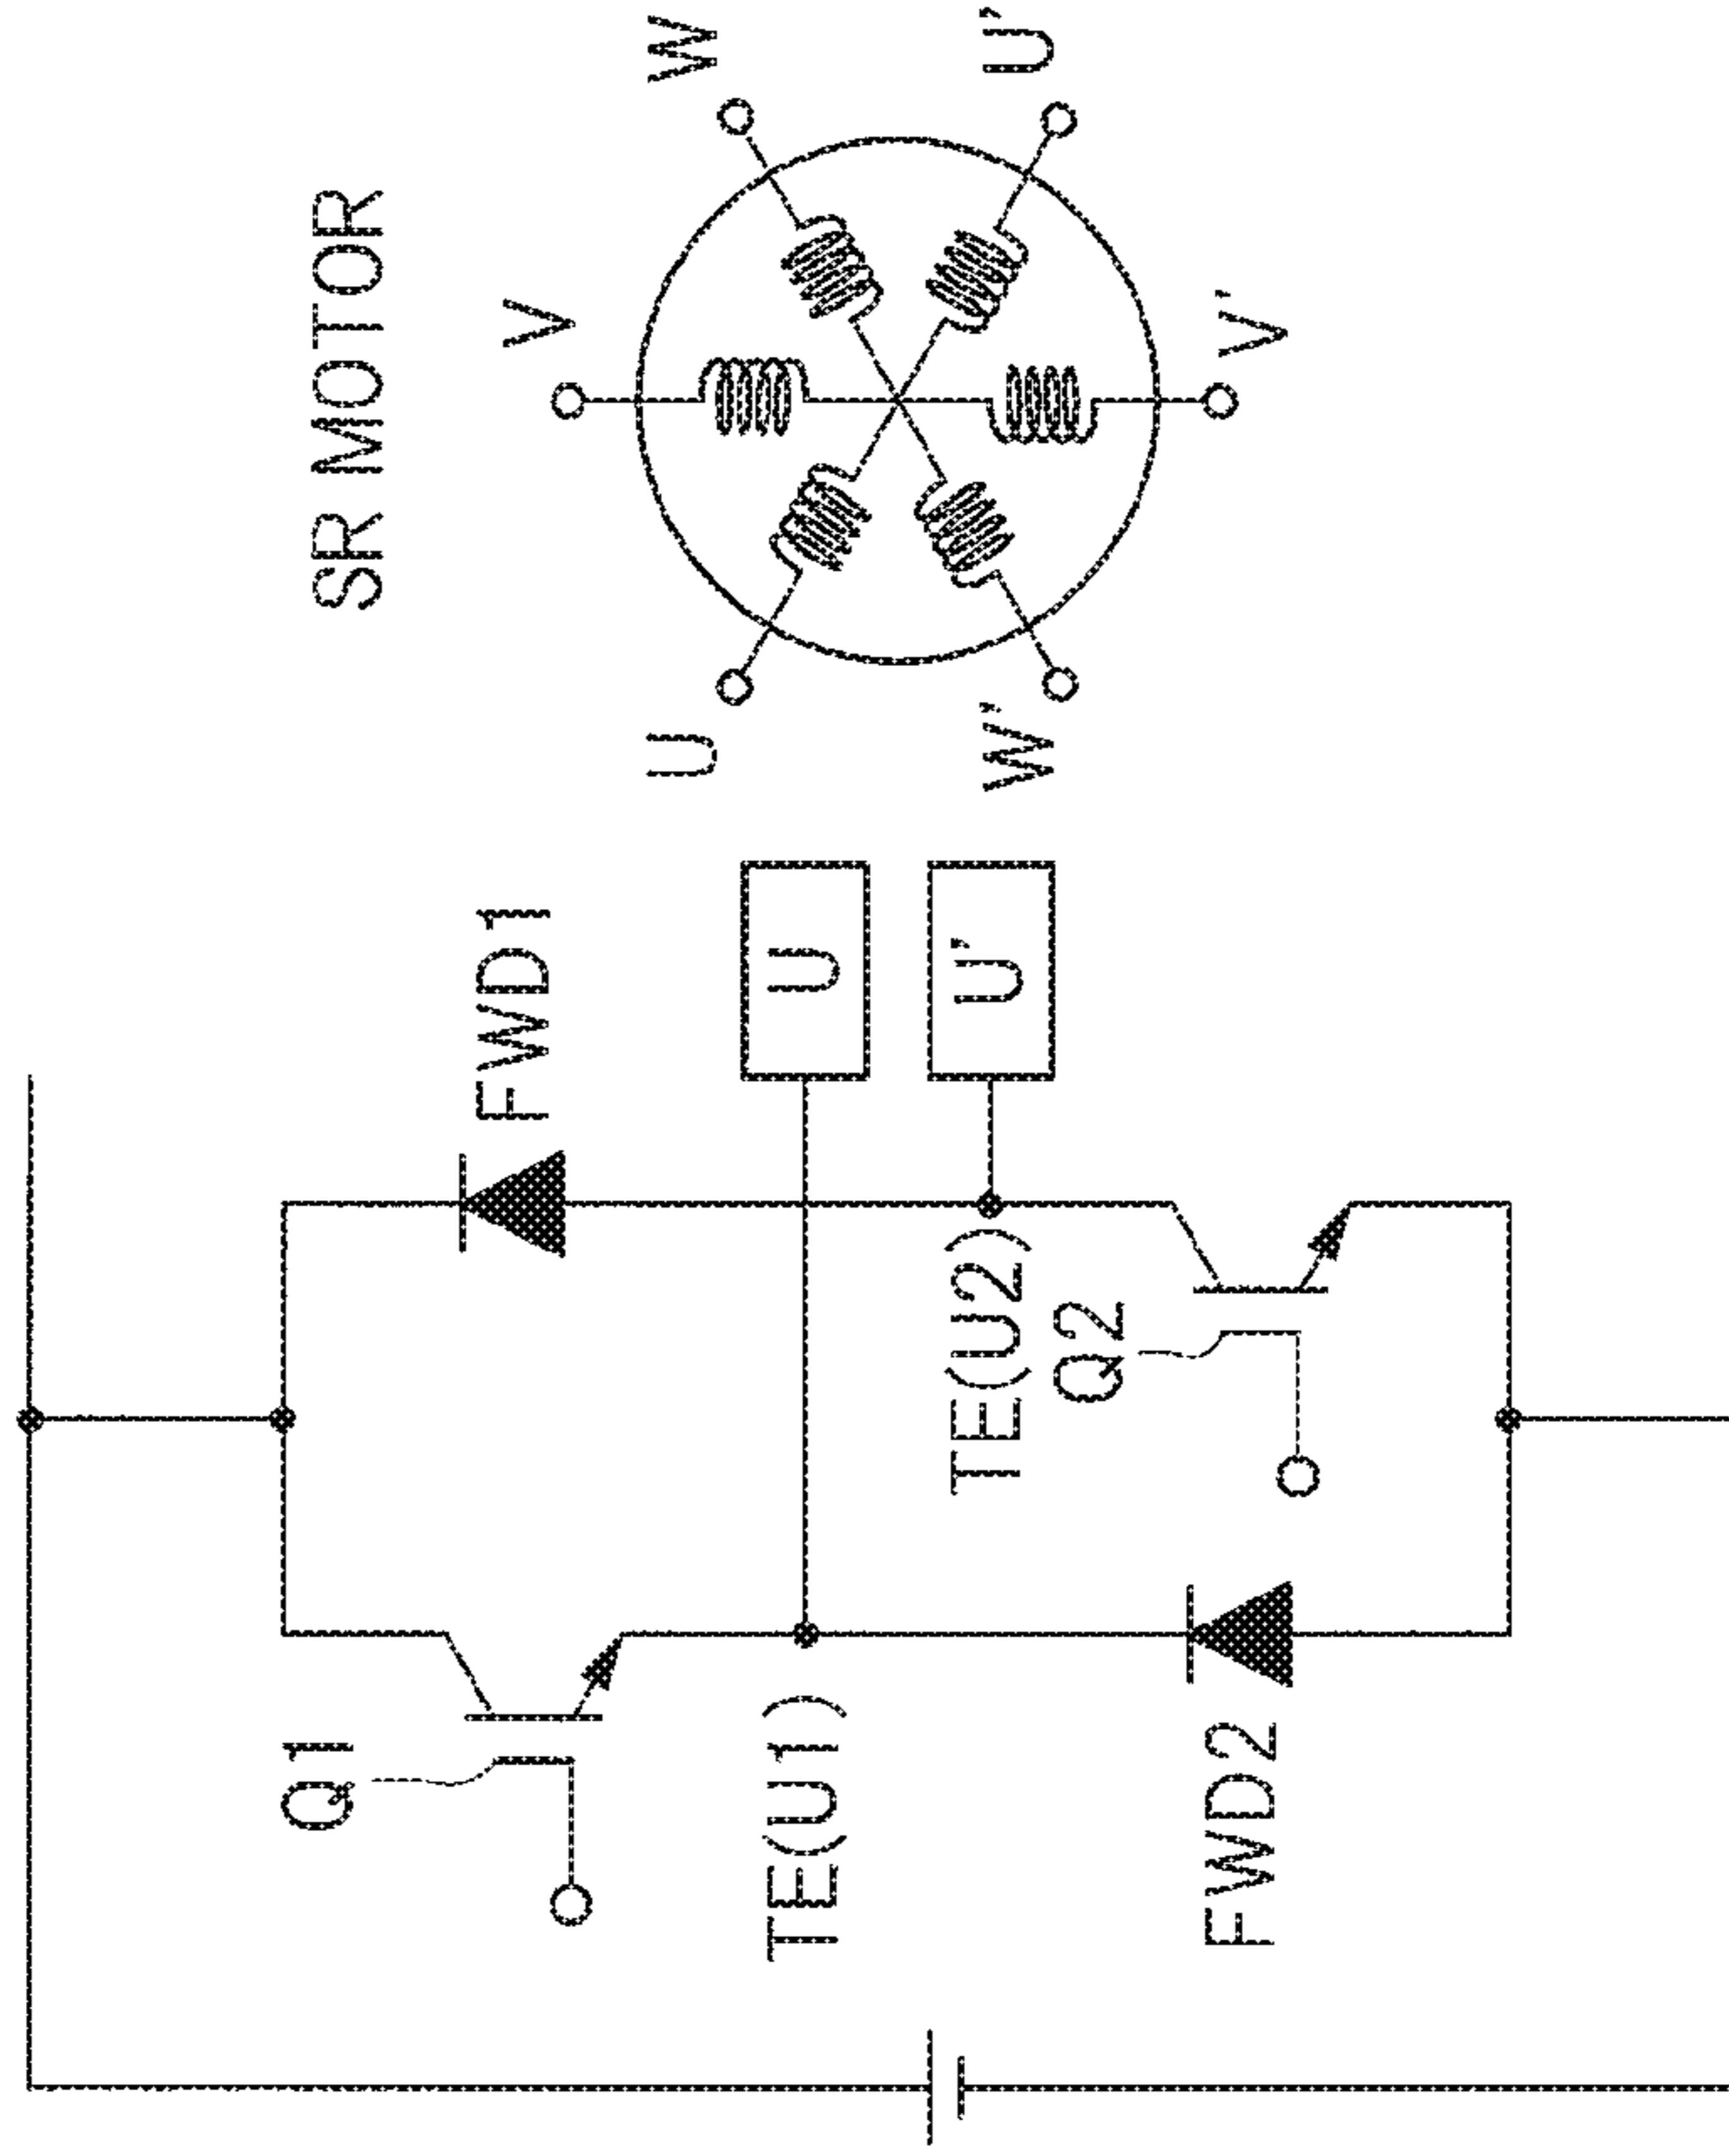 Q1
SR MOTOR
FWD1
V
U
W
TE(U1)
U
TE(U2)
U'
W'
U'
Q2
FWD2
V'